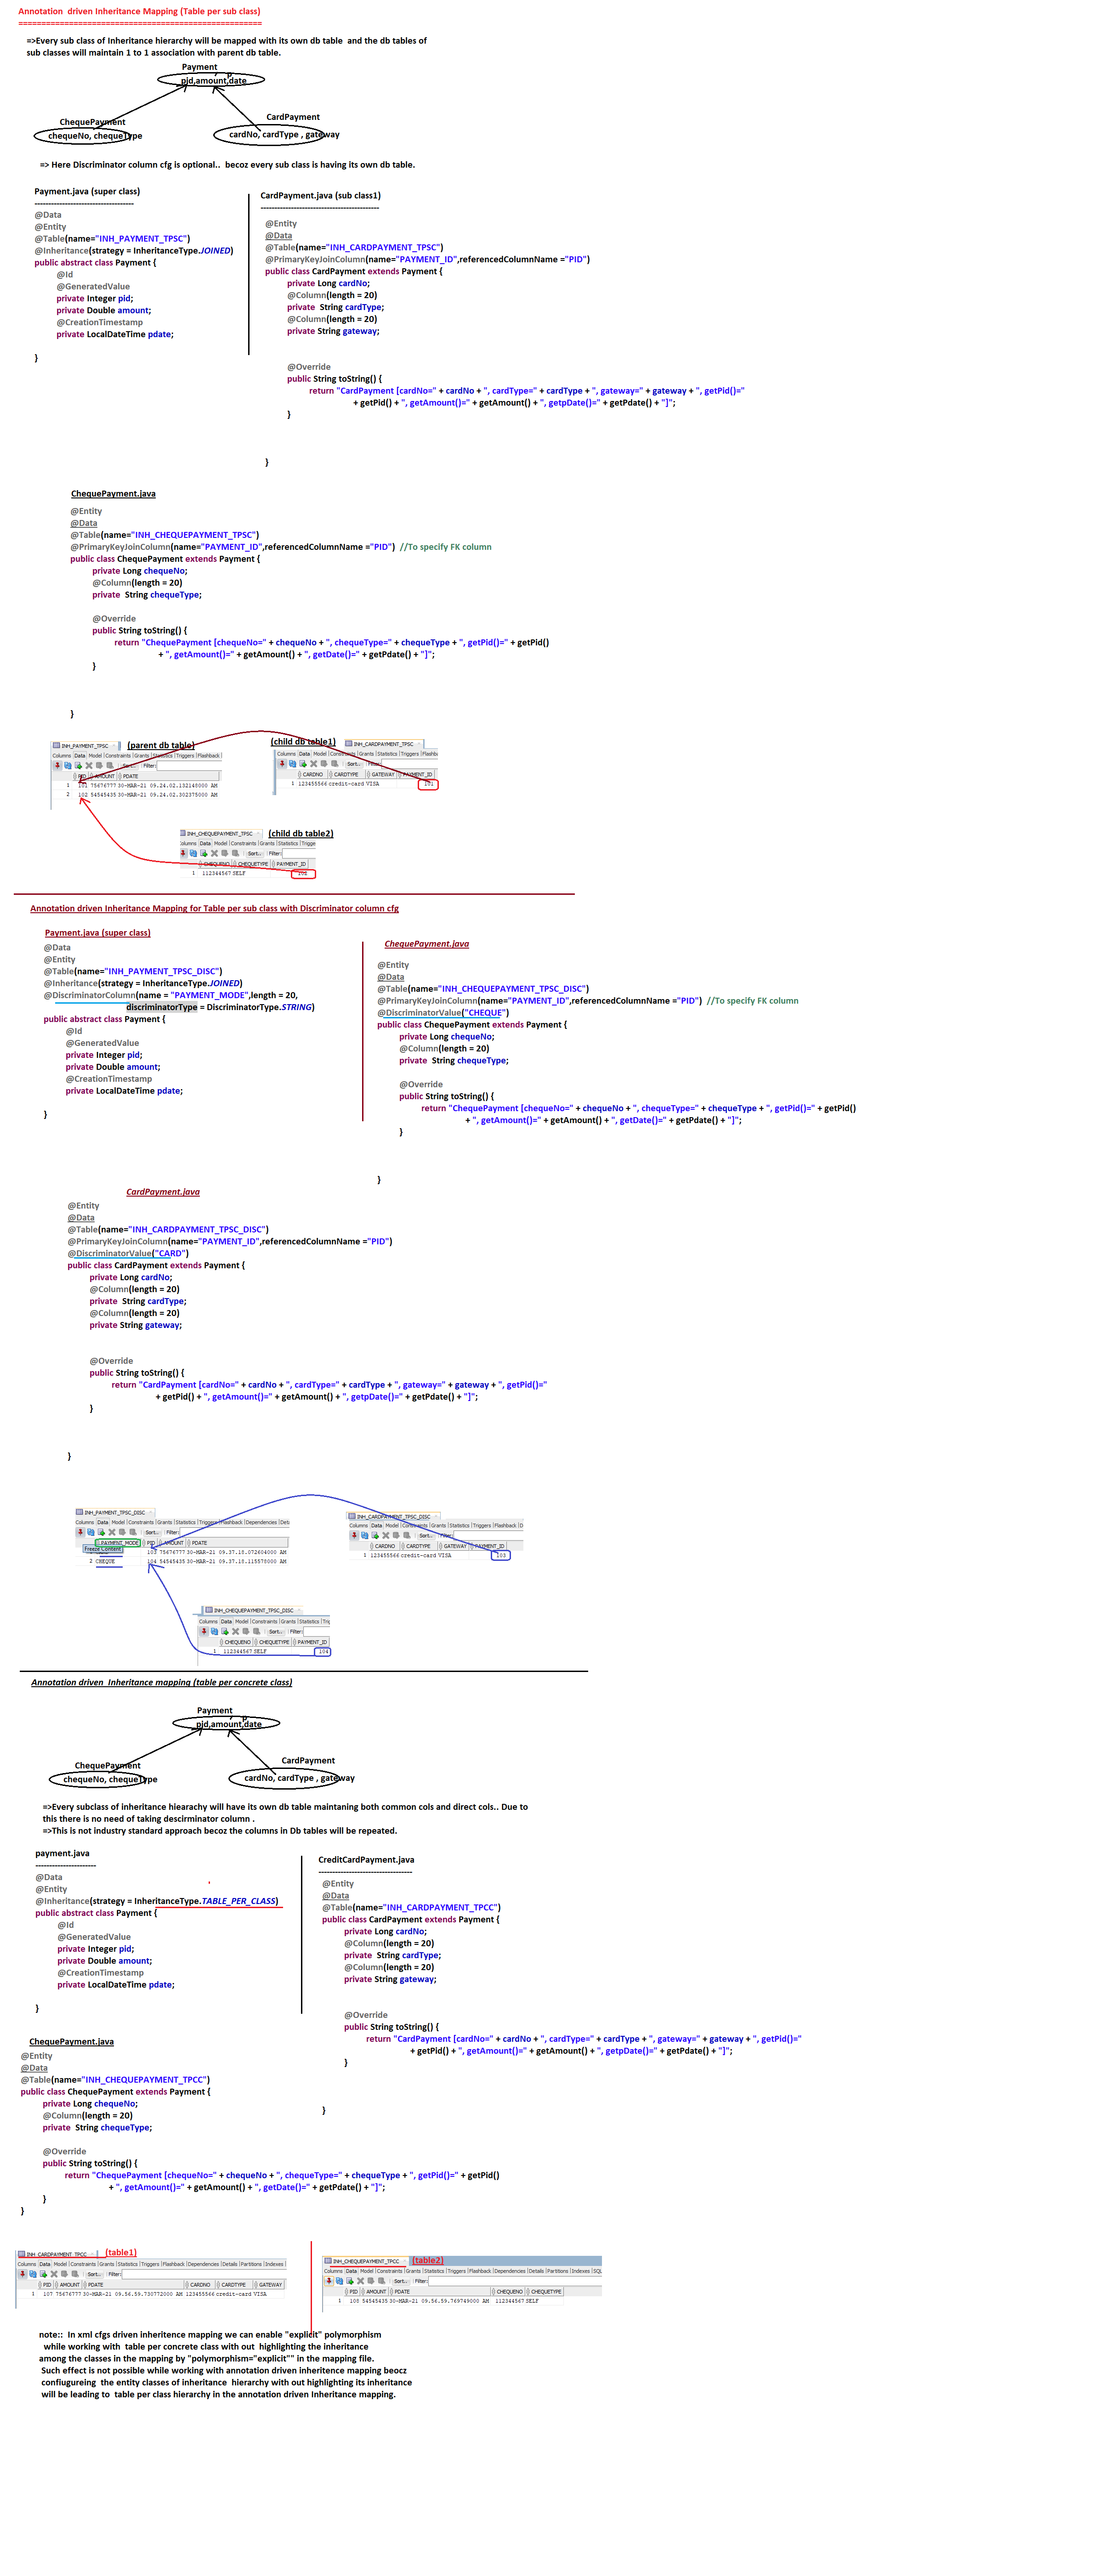 Annotation  driven Inheritance Mapping (Table per sub class)
=====================================================
=>Every sub class of Inheritance hierarchy will be mapped with its own db table  and the db tables of
sub classes will maintain 1 to 1 association with parent db table.
Payment
p
pid,amount,date
ChequePayment
chequeNo, chequeType
CardPayment
cardNo, cardType , gateway
=> Here Discriminator column cfg is optional..  becoz every sub class is having its own db table.
Payment.java (super class)
------------------------------------
@Data
@Entity
@Table(name="INH_PAYMENT_TPSC")
@Inheritance(strategy = InheritanceType.JOINED)
public abstract class Payment {
@Id
@GeneratedValue
private Integer pid;
private Double amount;
@CreationTimestamp
private LocalDateTime pdate;
}
CardPayment.java (sub class1)
-------------------------------------------
@Entity
@Data
@Table(name="INH_CARDPAYMENT_TPSC")
@PrimaryKeyJoinColumn(name="PAYMENT_ID",referencedColumnName ="PID")
public class CardPayment extends Payment {
private Long cardNo;
@Column(length = 20)
private  String cardType;
@Column(length = 20)
private String gateway;
@Override
public String toString() {
return "CardPayment [cardNo=" + cardNo + ", cardType=" + cardType + ", gateway=" + gateway + ", getPid()="
+ getPid() + ", getAmount()=" + getAmount() + ", getpDate()=" + getPdate() + "]";
}
}
ChequePayment.java
@Entity
@Data
@Table(name="INH_CHEQUEPAYMENT_TPSC")
@PrimaryKeyJoinColumn(name="PAYMENT_ID",referencedColumnName ="PID")  //To specify FK column
public class ChequePayment extends Payment {
private Long chequeNo;
@Column(length = 20)
private  String chequeType;
@Override
public String toString() {
return "ChequePayment [chequeNo=" + chequeNo + ", chequeType=" + chequeType + ", getPid()=" + getPid()
+ ", getAmount()=" + getAmount() + ", getDate()=" + getPdate() + "]";
}
}
INH_PAYMENT_TPSC (parent db table)
Columns Data Model Constraints Grants Statistics Triggers Flashback
Sort.. Filter:
PID AMOUNT PDATE
1 101 75676777 30-MAR-21 09.24.02.132148000 AM
2 102 54545435 30-MAR-21 09.24.02.302375000 AM
(child db table1) INH_CARDPAYMENT_TPSC
Columns Data Model Constraints Grants Statistics Triggers Flashb
Sort.. Filter:
CARDNO CARDTYPE GATEWAY PAYMENT_ID
1 123455566 credit-card VISA 101
INH_CHEQUEPAYMENT_TPSC (child db table2)
olumns Data Model Constraints Grants Statistics Trigge
Sort.. Filter:
CHEQUENO CHEQUETYPE PAYMENT_ID
1 112344567 SELF 102
Annotation driven Inheritance Mapping for Table per sub class with Discriminator column cfg
Payment.java (super class)
@Data
@Entity
@Table(name="INH_PAYMENT_TPSC_DISC")
@Inheritance(strategy = InheritanceType.JOINED)
@DiscriminatorColumn(name = "PAYMENT_MODE",length = 20,
discriminatorType = DiscriminatorType.STRING)
public abstract class Payment {
@Id
@GeneratedValue
private Integer pid;
private Double amount;
@CreationTimestamp
private LocalDateTime pdate;
}
ChequePayment.java
@Entity
@Data
@Table(name="INH_CHEQUEPAYMENT_TPSC_DISC")
@PrimaryKeyJoinColumn(name="PAYMENT_ID",referencedColumnName ="PID")  //To specify FK column
@DiscriminatorValue("CHEQUE")
public class ChequePayment extends Payment {
private Long chequeNo;
@Column(length = 20)
private  String chequeType;
@Override
public String toString() {
return "ChequePayment [chequeNo=" + chequeNo + ", chequeType=" + chequeType + ", getPid()=" + getPid()
+ ", getAmount()=" + getAmount() + ", getDate()=" + getPdate() + "]";
}
}
CardPayment.java
@Entity
@Data
@Table(name="INH_CARDPAYMENT_TPSC_DISC")
@PrimaryKeyJoinColumn(name="PAYMENT_ID",referencedColumnName ="PID")
@DiscriminatorValue("CARD")
public class CardPayment extends Payment {
private Long cardNo;
@Column(length = 20)
private  String cardType;
@Column(length = 20)
private String gateway;
@Override
public String toString() {
return "CardPayment [cardNo=" + cardNo + ", cardType=" + cardType + ", gateway=" + gateway + ", getPid()="
+ getPid() + ", getAmount()=" + getAmount() + ", getpDate()=" + getPdate() + "]";
}
}
INH_PAYMENT_TPSC_DISC
Columns Data Model Constraints Grants Statistics Triggers Flashback Dependencies Deta
Sort.. Filter:
PAYMENT_MODE PID AMOUNT PDATE
Freeze Content 103 75676777 30-MAR-21 09.37.18.072604000 AM
2 CHEQUE 104 54545435 30-MAR-21 09.37.18.115578000 AM
INH_CARDPAYMENT_TPSC_DISC
Columns Data Model Constraints Grants Statistics Triggers Flashback D
Sort.. Filter:
CARDNO CARDTYPE GATEWAY PAYMENT_ID
1 123455566 credit-card VISA 103
INH_CHEQUEPAYMENT_TPSC_DISC
Columns Data Model Constraints Grants Statistics Trig
Sort.. Filter:
CHEQUENO CHEQUETYPE PAYMENT_ID
1 112344567 SELF 104
Annotation driven  Inheritance mapping (table per concrete class)
Payment
p
pid,amount,date
ChequePayment
chequeNo, chequeType
CardPayment
cardNo, cardType , gateway
=>Every subclass of inheritance hiearachy will have its own db table maintaning both common cols and direct cols.. Due to
this there is no need of taking descirminator column .
=>This is not industry standard approach becoz the columns in Db tables will be repeated.
payment.java
----------------------
@Data
@Entity
@Inheritance(strategy = InheritanceType.TABLE_PER_CLASS)
public abstract class Payment {
@Id
@GeneratedValue
private Integer pid;
private Double amount;
@CreationTimestamp
private LocalDateTime pdate;
}
CreditCardPayment.java
----------------------------------
@Entity
@Data
@Table(name="INH_CARDPAYMENT_TPCC")
public class CardPayment extends Payment {
private Long cardNo;
@Column(length = 20)
private  String cardType;
@Column(length = 20)
private String gateway;
@Override
public String toString() {
return "CardPayment [cardNo=" + cardNo + ", cardType=" + cardType + ", gateway=" + gateway + ", getPid()="
+ getPid() + ", getAmount()=" + getAmount() + ", getpDate()=" + getPdate() + "]";
}
}
ChequePayment.java
@Entity
@Data
@Table(name="INH_CHEQUEPAYMENT_TPCC")
public class ChequePayment extends Payment {
private Long chequeNo;
@Column(length = 20)
private  String chequeType;
@Override
public String toString() {
return "ChequePayment [chequeNo=" + chequeNo + ", chequeType=" + chequeType + ", getPid()=" + getPid()
+ ", getAmount()=" + getAmount() + ", getDate()=" + getPdate() + "]";
}
}
INH_CARDPAYMENT_TPCC (table1)
Columns Data Model Constraints Grants Statistics Triggers Flashback Dependencies Details Partitions Indexes
Sort.. Filter:
PID AMOUNT PDATE CARDNO CARDTYPE GATEWAY
1 107 75676777 30-MAR-21 09.56.59.730772000 AM 123455566 credit-card VISA
INH_CHEQUEPAYMENT_TPCC (table2)
Columns Data Model Constraints Grants Statistics Triggers Flashback Dependencies Details Partitions Indexes SQL
Sort.. Filter:
PID AMOUNT PDATE CHEQUENO CHEQUETYPE
1 108 54545435 30-MAR-21 09.56.59.769749000 AM 112344567 SELF
note::  In xml cfgs driven inheritence mapping we can enable "explicit" polymorphism
while working with  table per concrete class with out  highlighting the inheritance
among the classes in the mapping by "polymorphism="explicit"" in the mapping file.
Such effect is not possible while working with annotation driven inheritence mapping beocz
confiugureing  the entity classes of inheritance  hierarchy with out highlighting its inheritance
will be leading to  table per class hierarchy in the annotation driven Inheritance mapping.